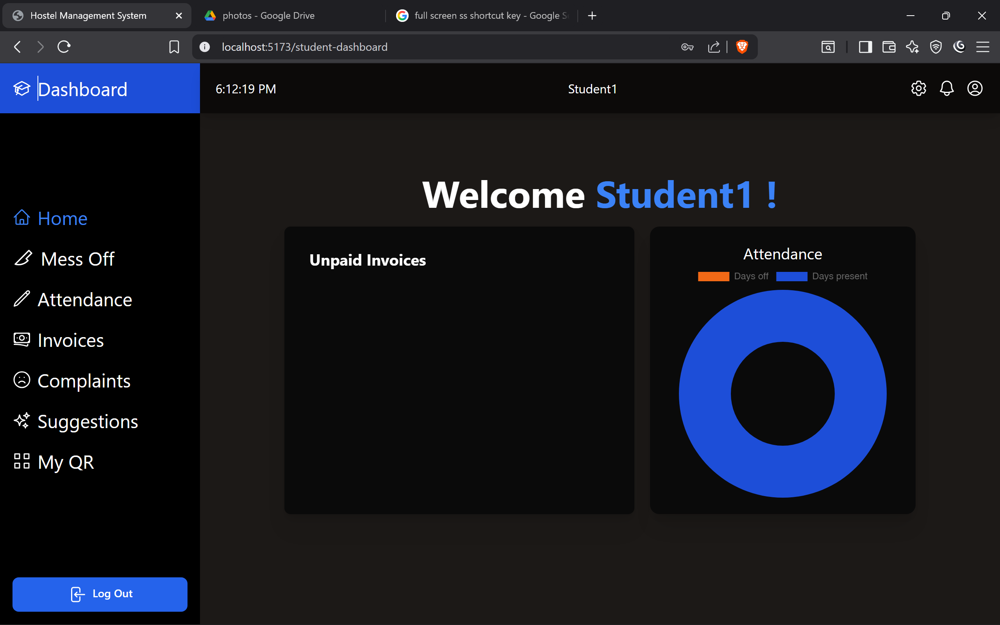 Hostel Management System
photos - Google Drive
full screen ss shortcut key - Google S
localhost:5173/student-dashboard
Dashboard
6:12:19 PM
Student1
Home
Mess Off
Attendance
Invoices
Complaints
Suggestions
My QR
Log Out
Welcome Student1 !
Unpaid Invoices
Attendance
Days off
Days present